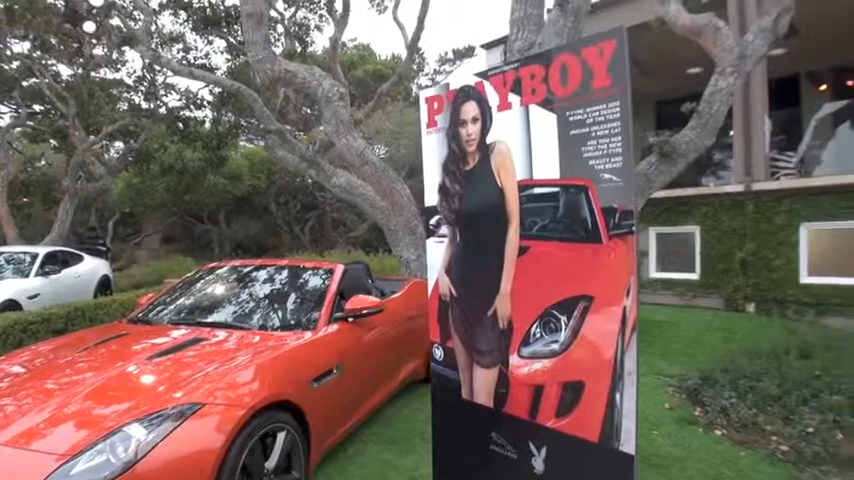 PLAYBOY
F-TYPE: WINNER 2013
WORLD CAR DESIGN
OF THE YEAR
JAGUAR UNLEASHES
A NEW CAT
ARE YOU HER
TYPE? MEET THE NEW
JAGUAR F-TYPE
BEAUTY AND
THE BEAST
JAGUAR